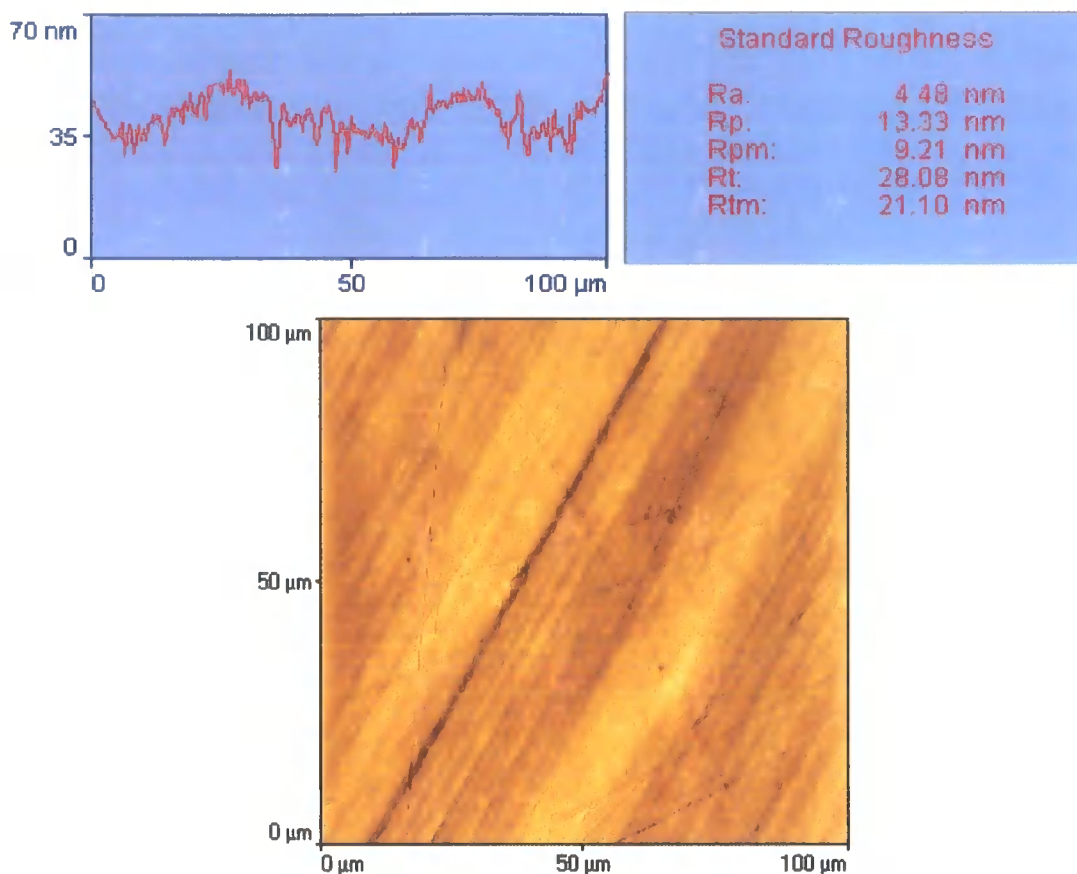 70 nm
35
0
0
50
100 µm
Standard Roughness
Ra: 4.48 nm
Rp: 13.33 nm
Rpm: 9.21 nm
Rt: 28.08 nm
Rtm: 21.10 nm
100 µm
50 µm
0 µm
0 µm
50 µm
100 µm